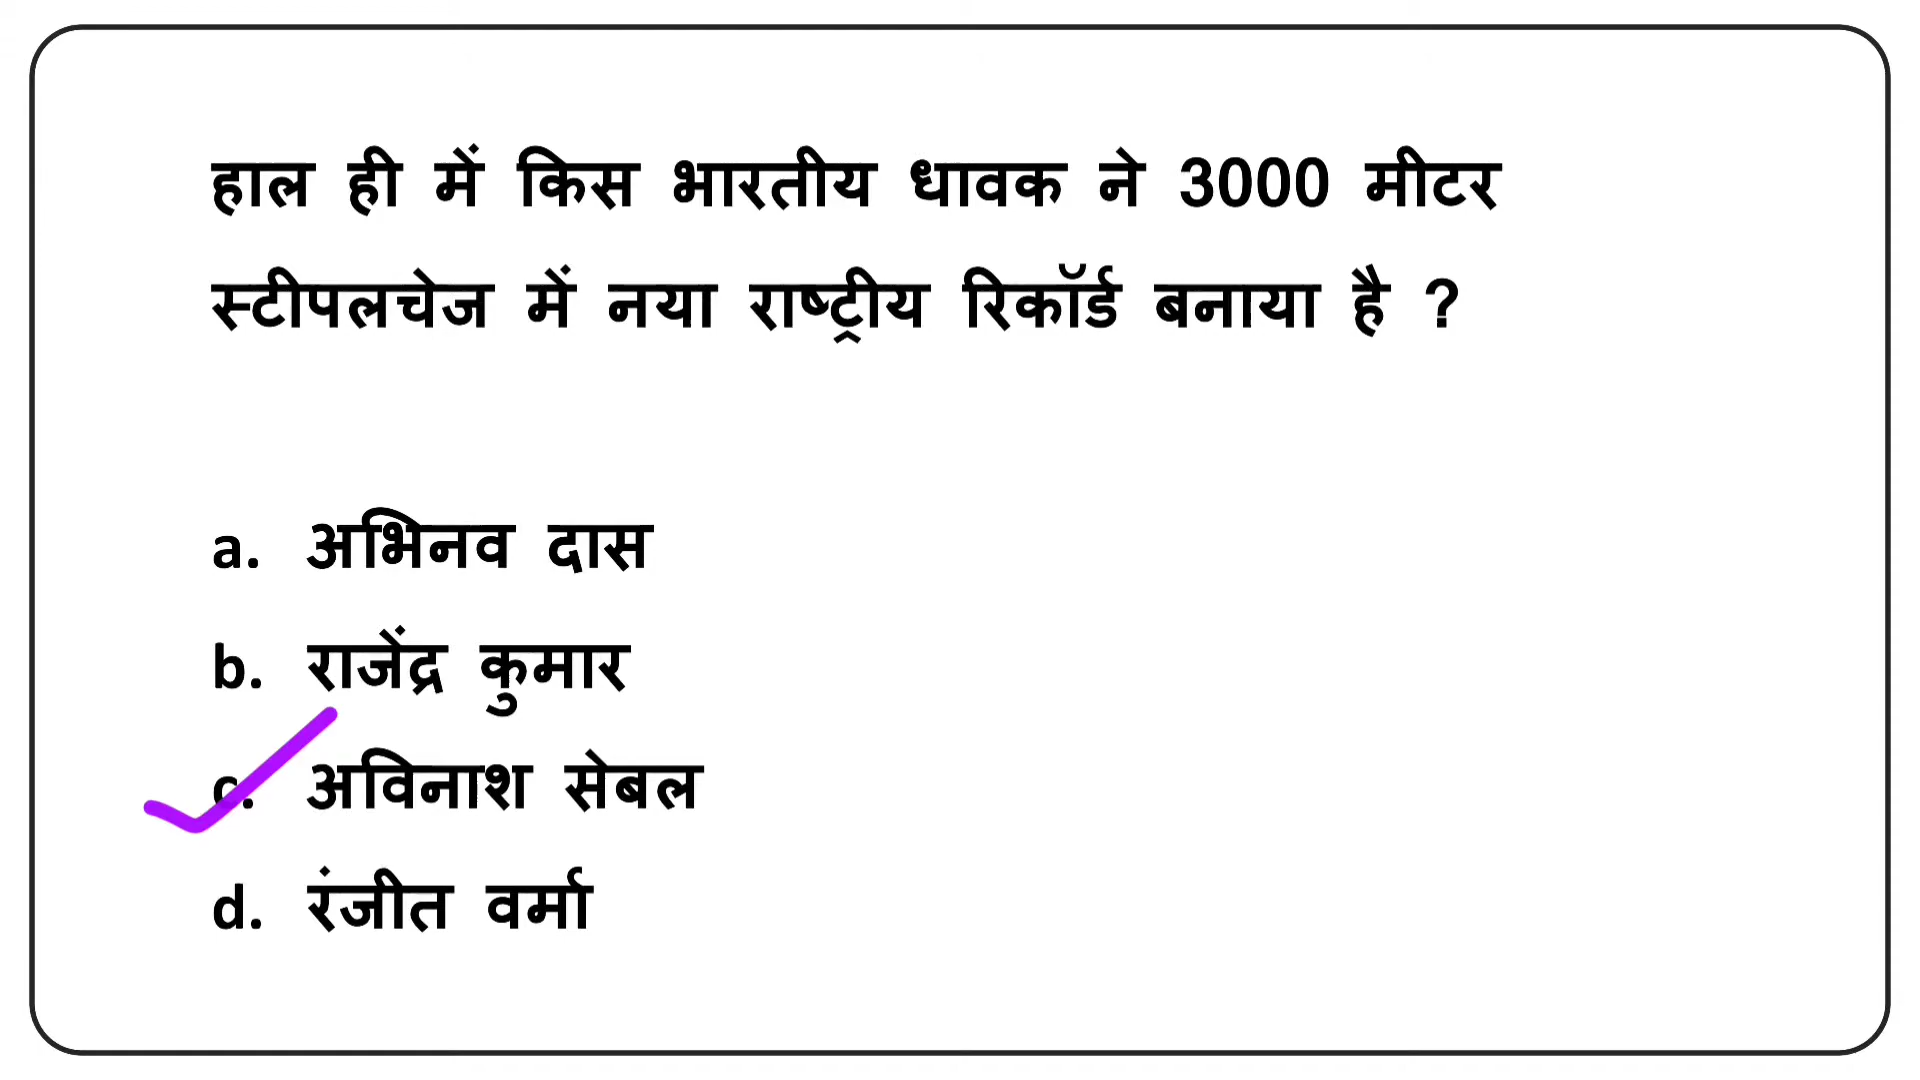 हाल ही में किस भारतीय धावक ने 3000 मीटर
स्टीपलचेज में नया राष्ट्रीय रिकॉर्ड बनाया है ?
a. अभिनव दास
b. राजेंद्र कुमार
c. अविनाश सेबल
d. रंजीत वर्मा